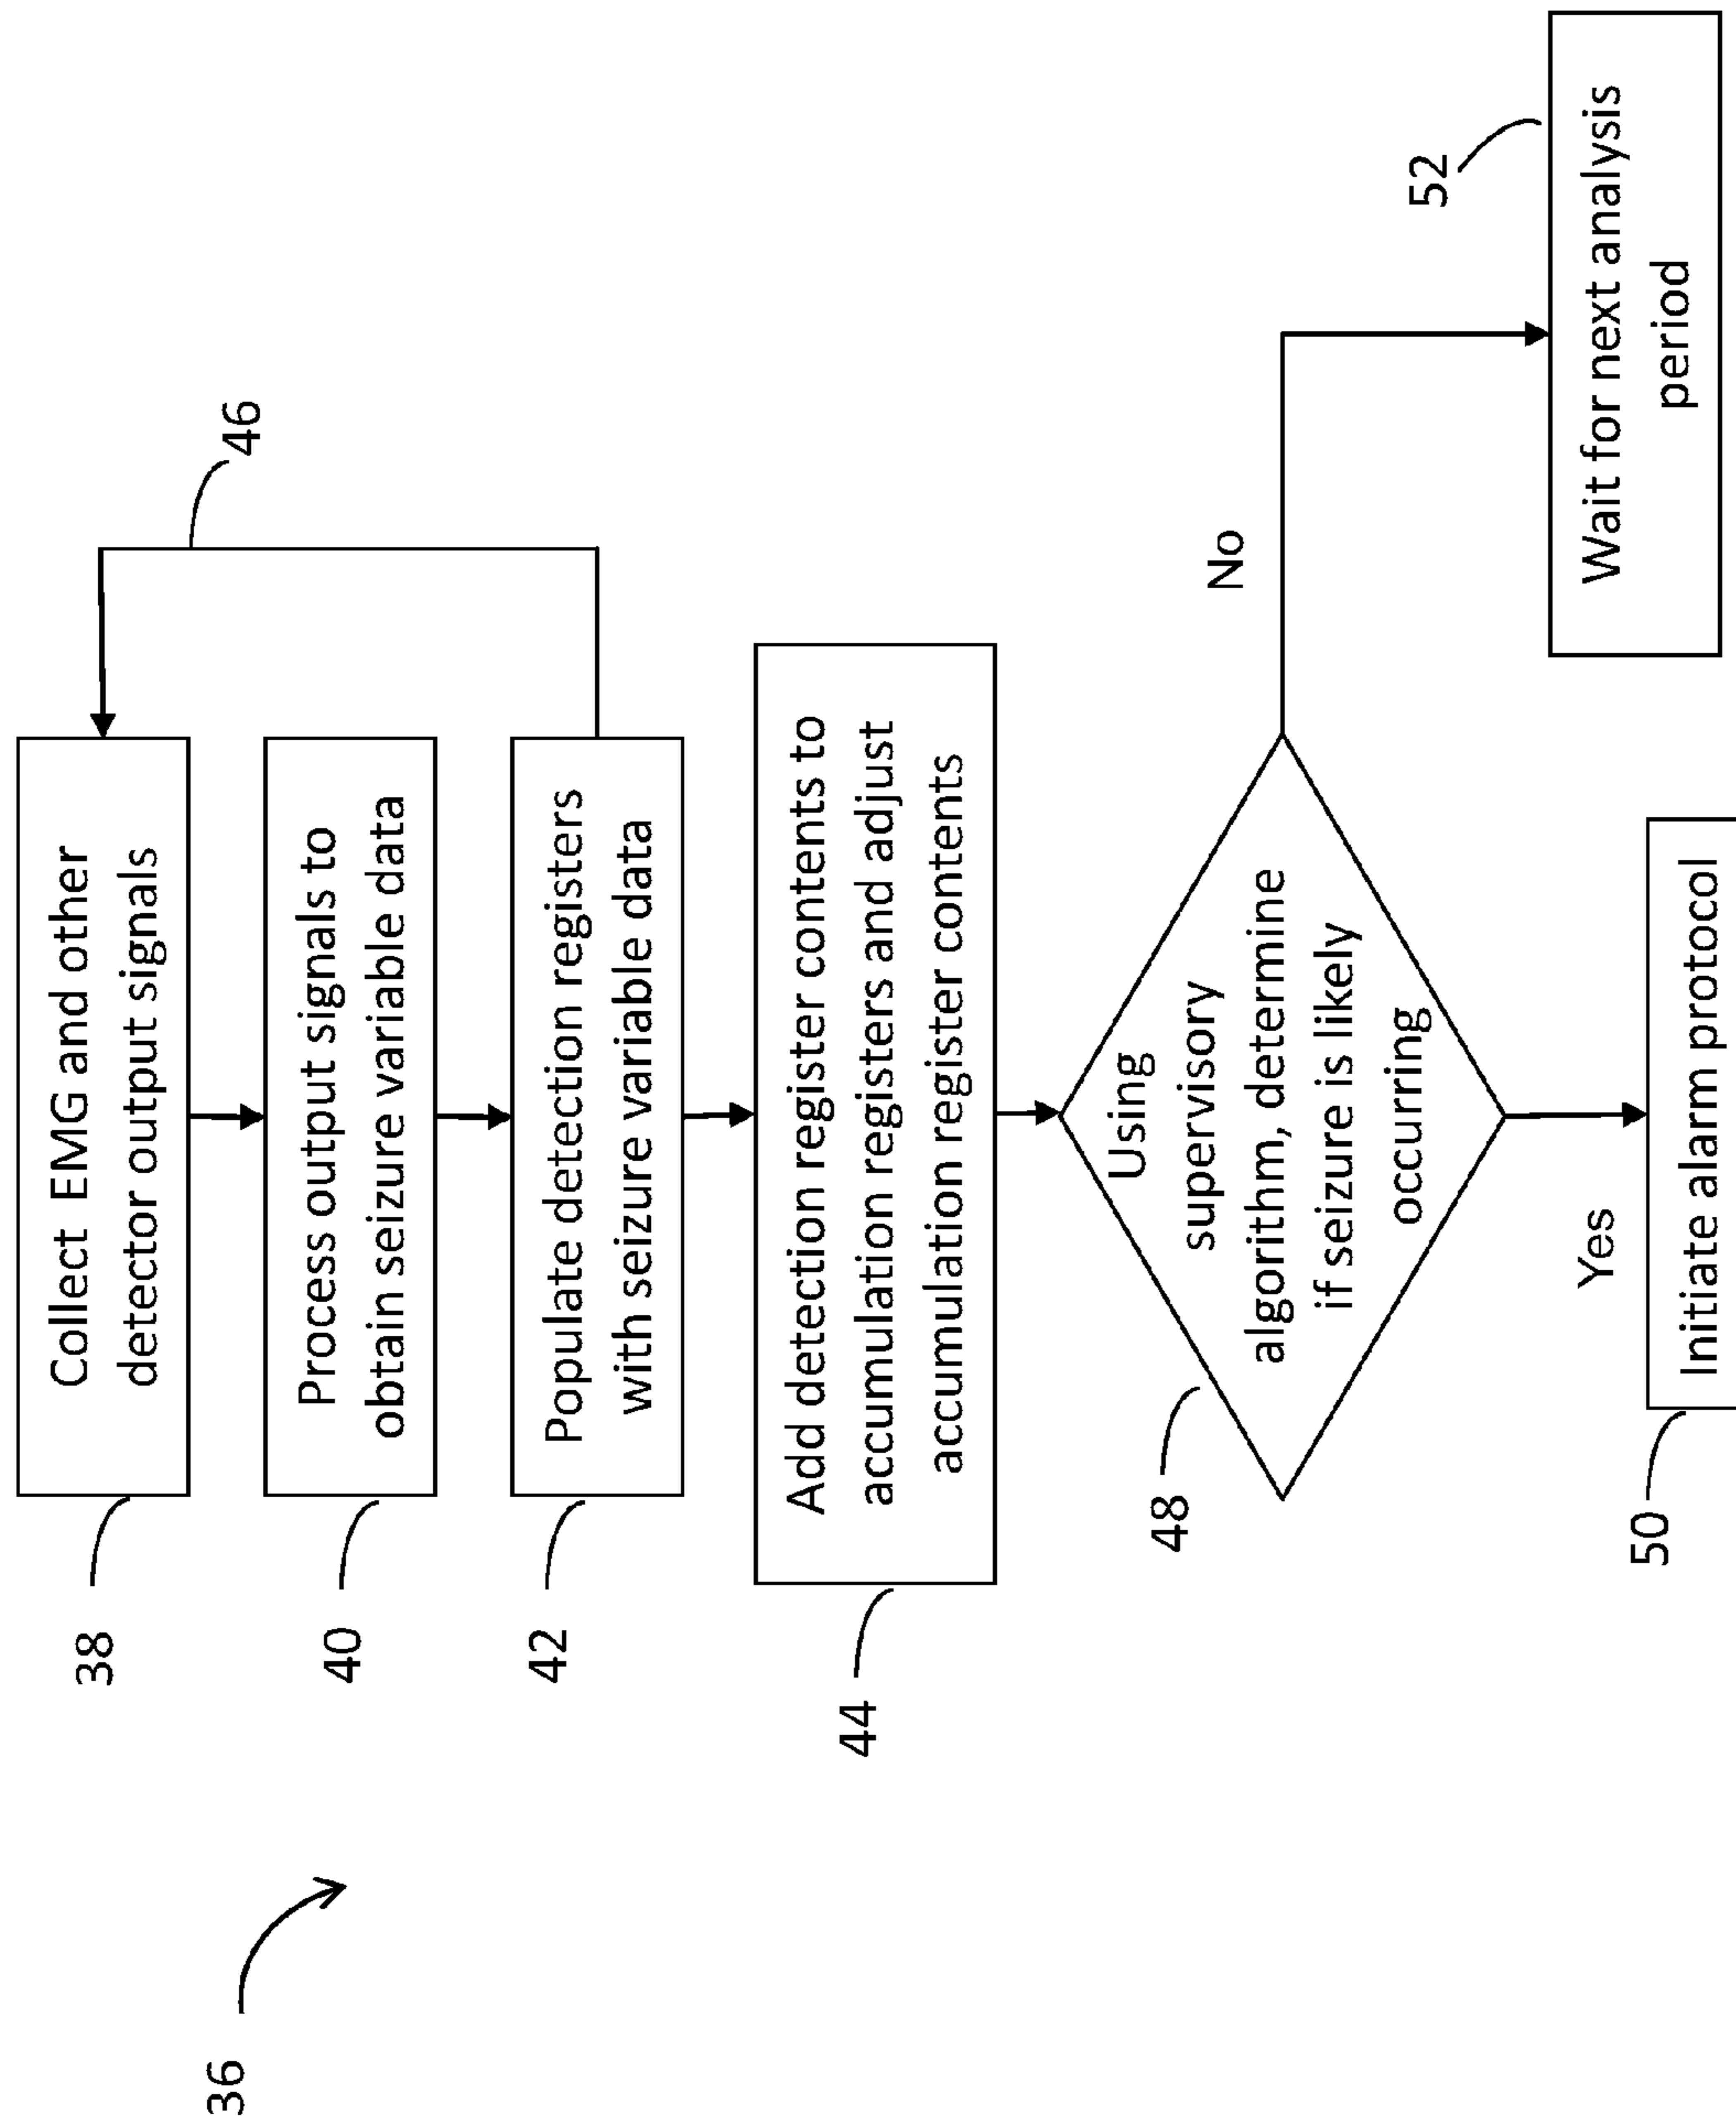 36
38
Collect EMG and other
detector output signals
46
40
Process output signals to
obtain seizure variable data
42
Populate detection registers
with seizure variable data
44
Add detection register contents to
accumulation registers and adjust
accumulation register contents
48
Using
supervisory
algorithm, determine
if seizure is likely
occurring
No
52
Wait for next analysis
period
Yes
50
Initiate alarm protocol